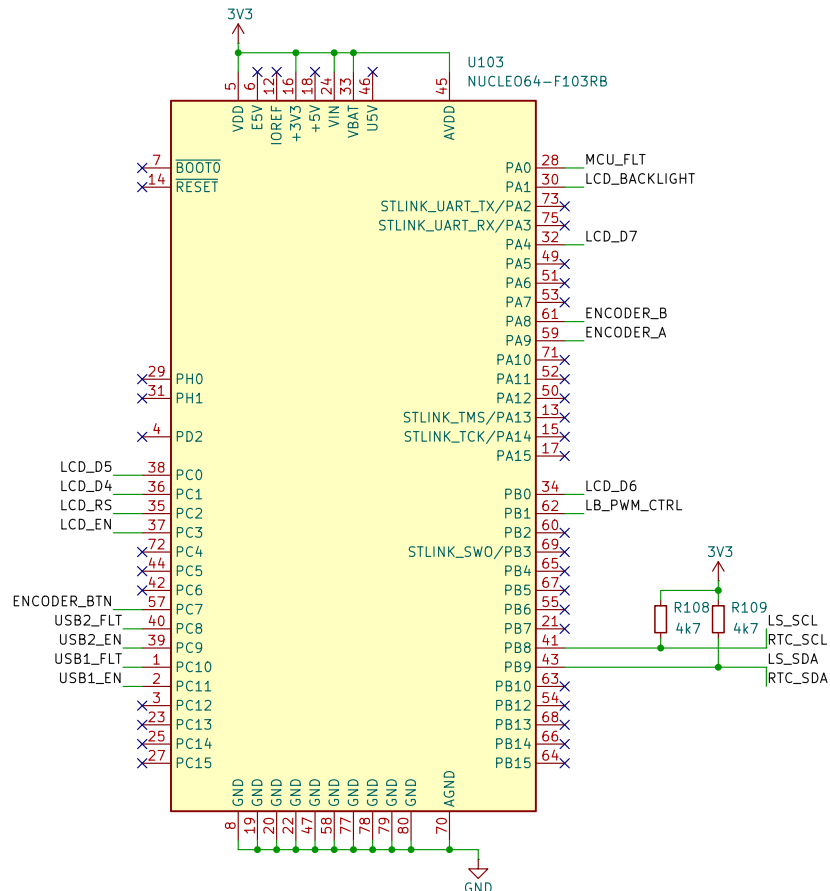 3V3
U103
NUCLEO64-F103RB
5 6 12 16 18 24 33 46 45
VDD E5V IOREF +3V3 +5V VIN VBAT U5V AVDD
7 BOOT0
14 RESET
29 PH0
31 PH1
4 PD2
LCD_D5 38 PC0
LCD_D4 36 PC1
LCD_RS 35 PC2
LCD_EN 37 PC3
72 PC4
44 PC5
42 PC6
ENCODER_BTN 57 PC7
USB2_FLT 40 PC8
USB2_EN 39 PC9
USB1_FLT 1 PC10
USB1_EN 2 PC11
3 PC12
23 PC13
25 PC14
27 PC15
PA0 28 MCU_FLT
PA1 30 LCD_BACKLIGHT
STLINK_UART_TX/PA2 73
STLINK_UART_RX/PA3 75
PA4 32 LCD_D7
PA5 49
PA6 51
PA7 53
PA8 61 ENCODER_B
PA9 59 ENCODER_A
PA10 71
PA11 52
PA12 50
STLINK_TMS/PA13 13
STLINK_TCK/PA14 15
PA15 17
PB0 34 LCD_D6
PB1 62 LB_PWM_CTRL
PB2 60
STLINK_SWO/PB3 69
PB4 65
PB5 67
PB6 55
PB7 21
PB8 41
PB9 43
PB10 63
PB12 54
PB13 68
PB14 66
PB15 64
3V3
R108
4k7
R109
4k7
LS_SCL
RTC_SCL
LS_SDA
RTC_SDA
GND GND GND GND GND GND GND GND GND GND AGND
8 19 20 22 47 58 77 78 79 80 70
GND